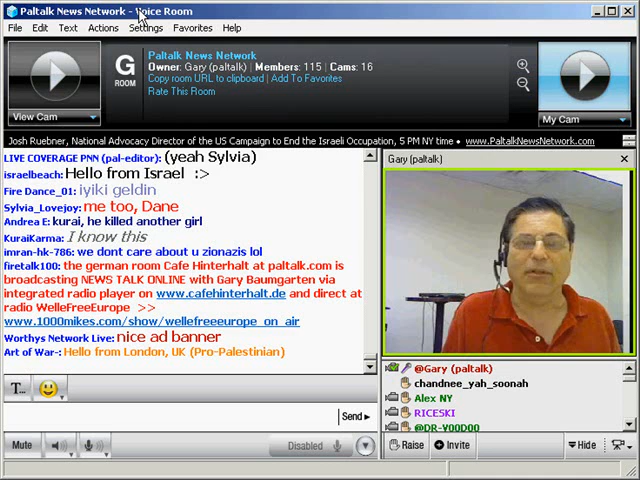 Paltalk News Network - Voice Room
File Edit Text Actions Settings Favorites Help
G
ROOM
Paltalk News Network
Owner: Gary (paltalk) | Members: 115 | Cams: 16
Copy room URL to clipboard | Add To Favorites
Rate This Room
View Cam
My Cam
Josh Ruebner, National Advocacy Director of the US Campaign to End the Israeli Occupation, 5 PM NY time • www.PaltalkNewsNetwork.com
LIVE COVERAGE PNN (pal-editor): (yeah Sylvia)
israelbeach: Hello from Israel :>
Fire Dance_01: iyiki geldin
Sylvia_Lovejoy: me too, Dane
Andrea E: kurai, he killed another girl
KuraiKarma: I know this
imran-hk-786: we dont care about u zionazis lol
firetalk100: the german room Cafe Hinterhalt at paltalk.com is
broadcasting NEWS TALK ONLINE with Gary Baumgarten via
integrated radio player on www.cafehinterhalt.de and direct at
radio WelleFreeEurope >>
www.1000mikes.com/show/wellefreeeurope_on_air
Worthys Network Live: nice ad banner
Art of War-: Hello from London, UK (Pro-Palestinian)
Gary (paltalk)
@Gary (paltalk)
chandnee_yah_soonah
Alex NY
RICESKI
@DR-V00D00
T...
Send
Mute
Disabled
Raise
Invite
Hide